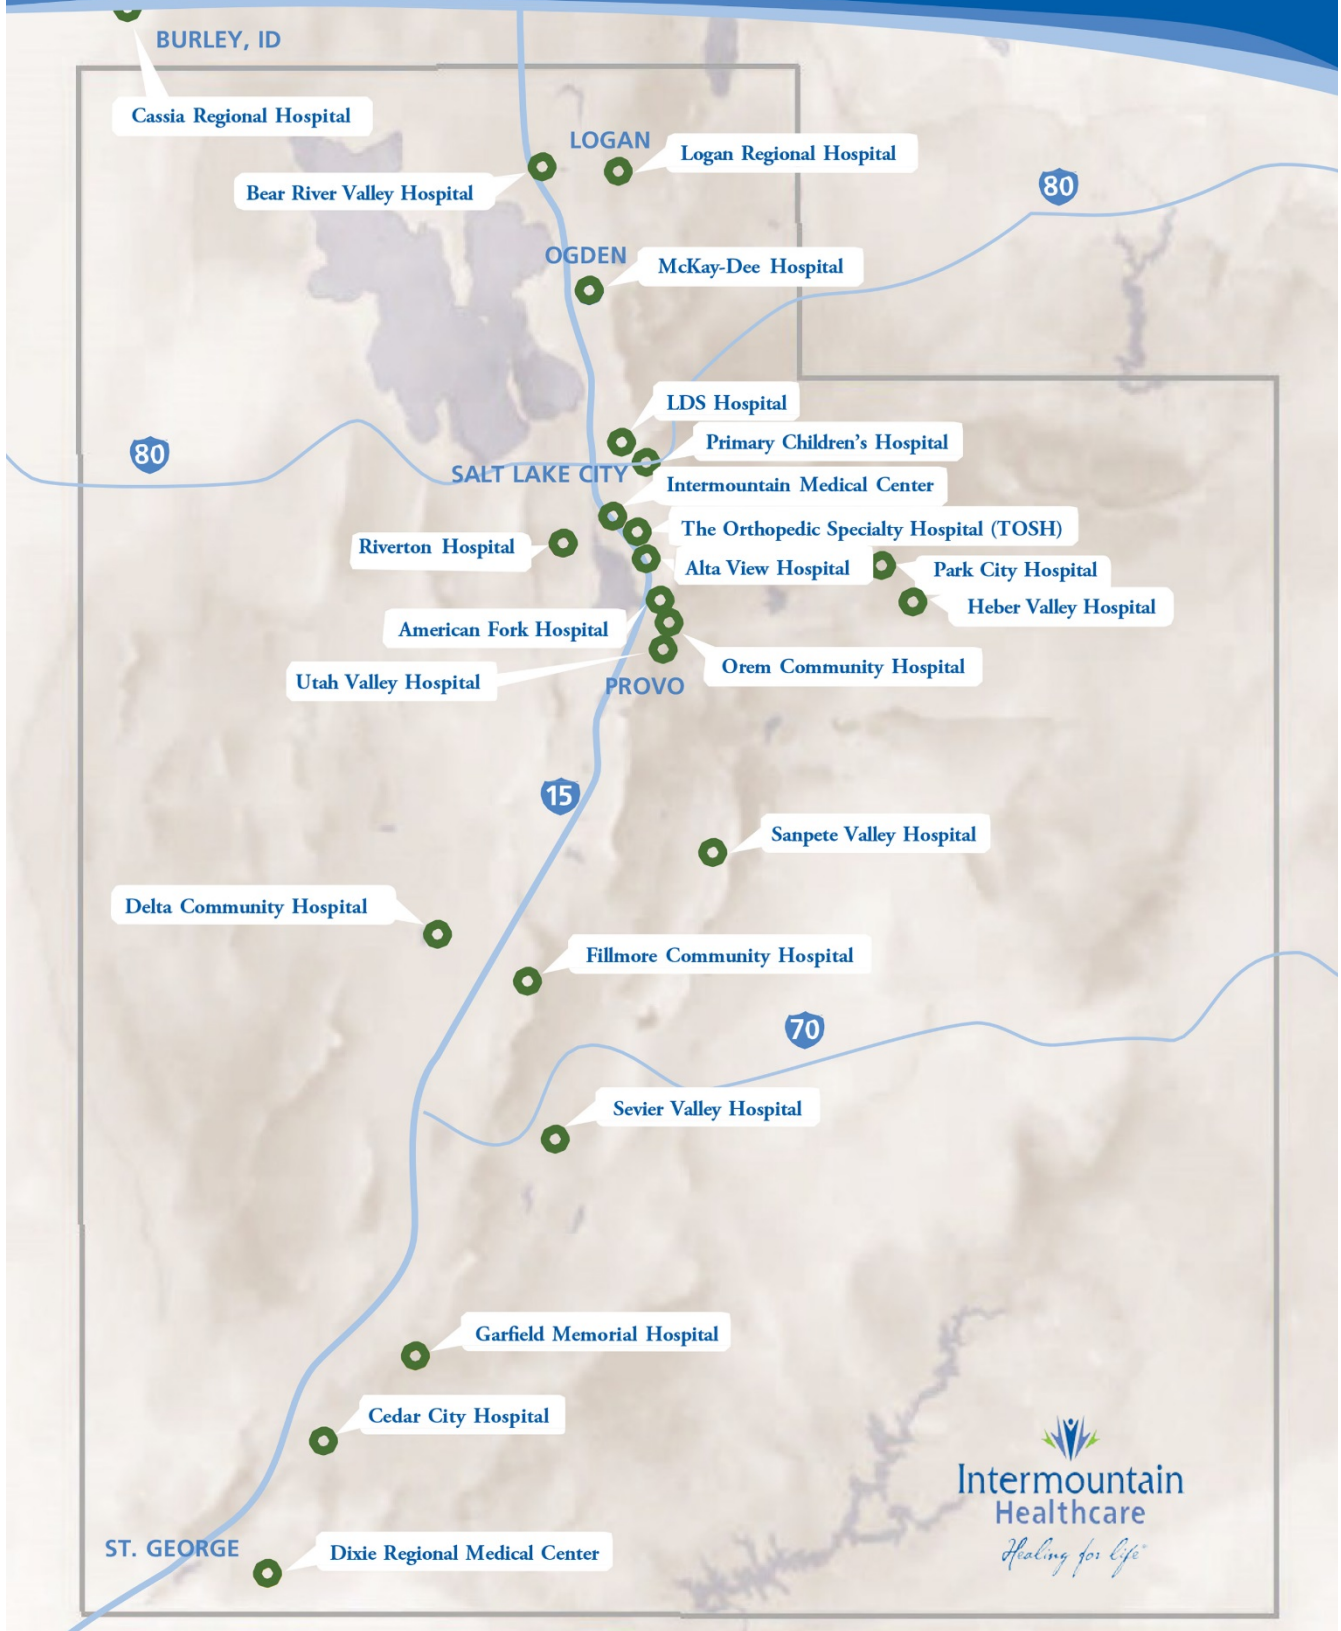 BURLEY, ID
Cassia Regional Hospital
LOGAN
Logan Regional Hospital
Bear River Valley Hospital
80
OGDEN
McKay-Dee Hospital
LDS Hospital
Primary Children’s Hospital
80
SALT LAKE CITY
Intermountain Medical Center
The Orthopedic Specialty Hospital (TOSH)
Riverton Hospital
Alta View Hospital
Park City Hospital
Heber Valley Hospital
American Fork Hospital
Orem Community Hospital
Utah Valley Hospital
PROVO
15
Sanpete Valley Hospital
Delta Community Hospital
Fillmore Community Hospital
70
Sevier Valley Hospital
Garfield Memorial Hospital
Cedar City Hospital
Intermountain
Healthcare
Healing for life®
ST. GEORGE
Dixie Regional Medical Center